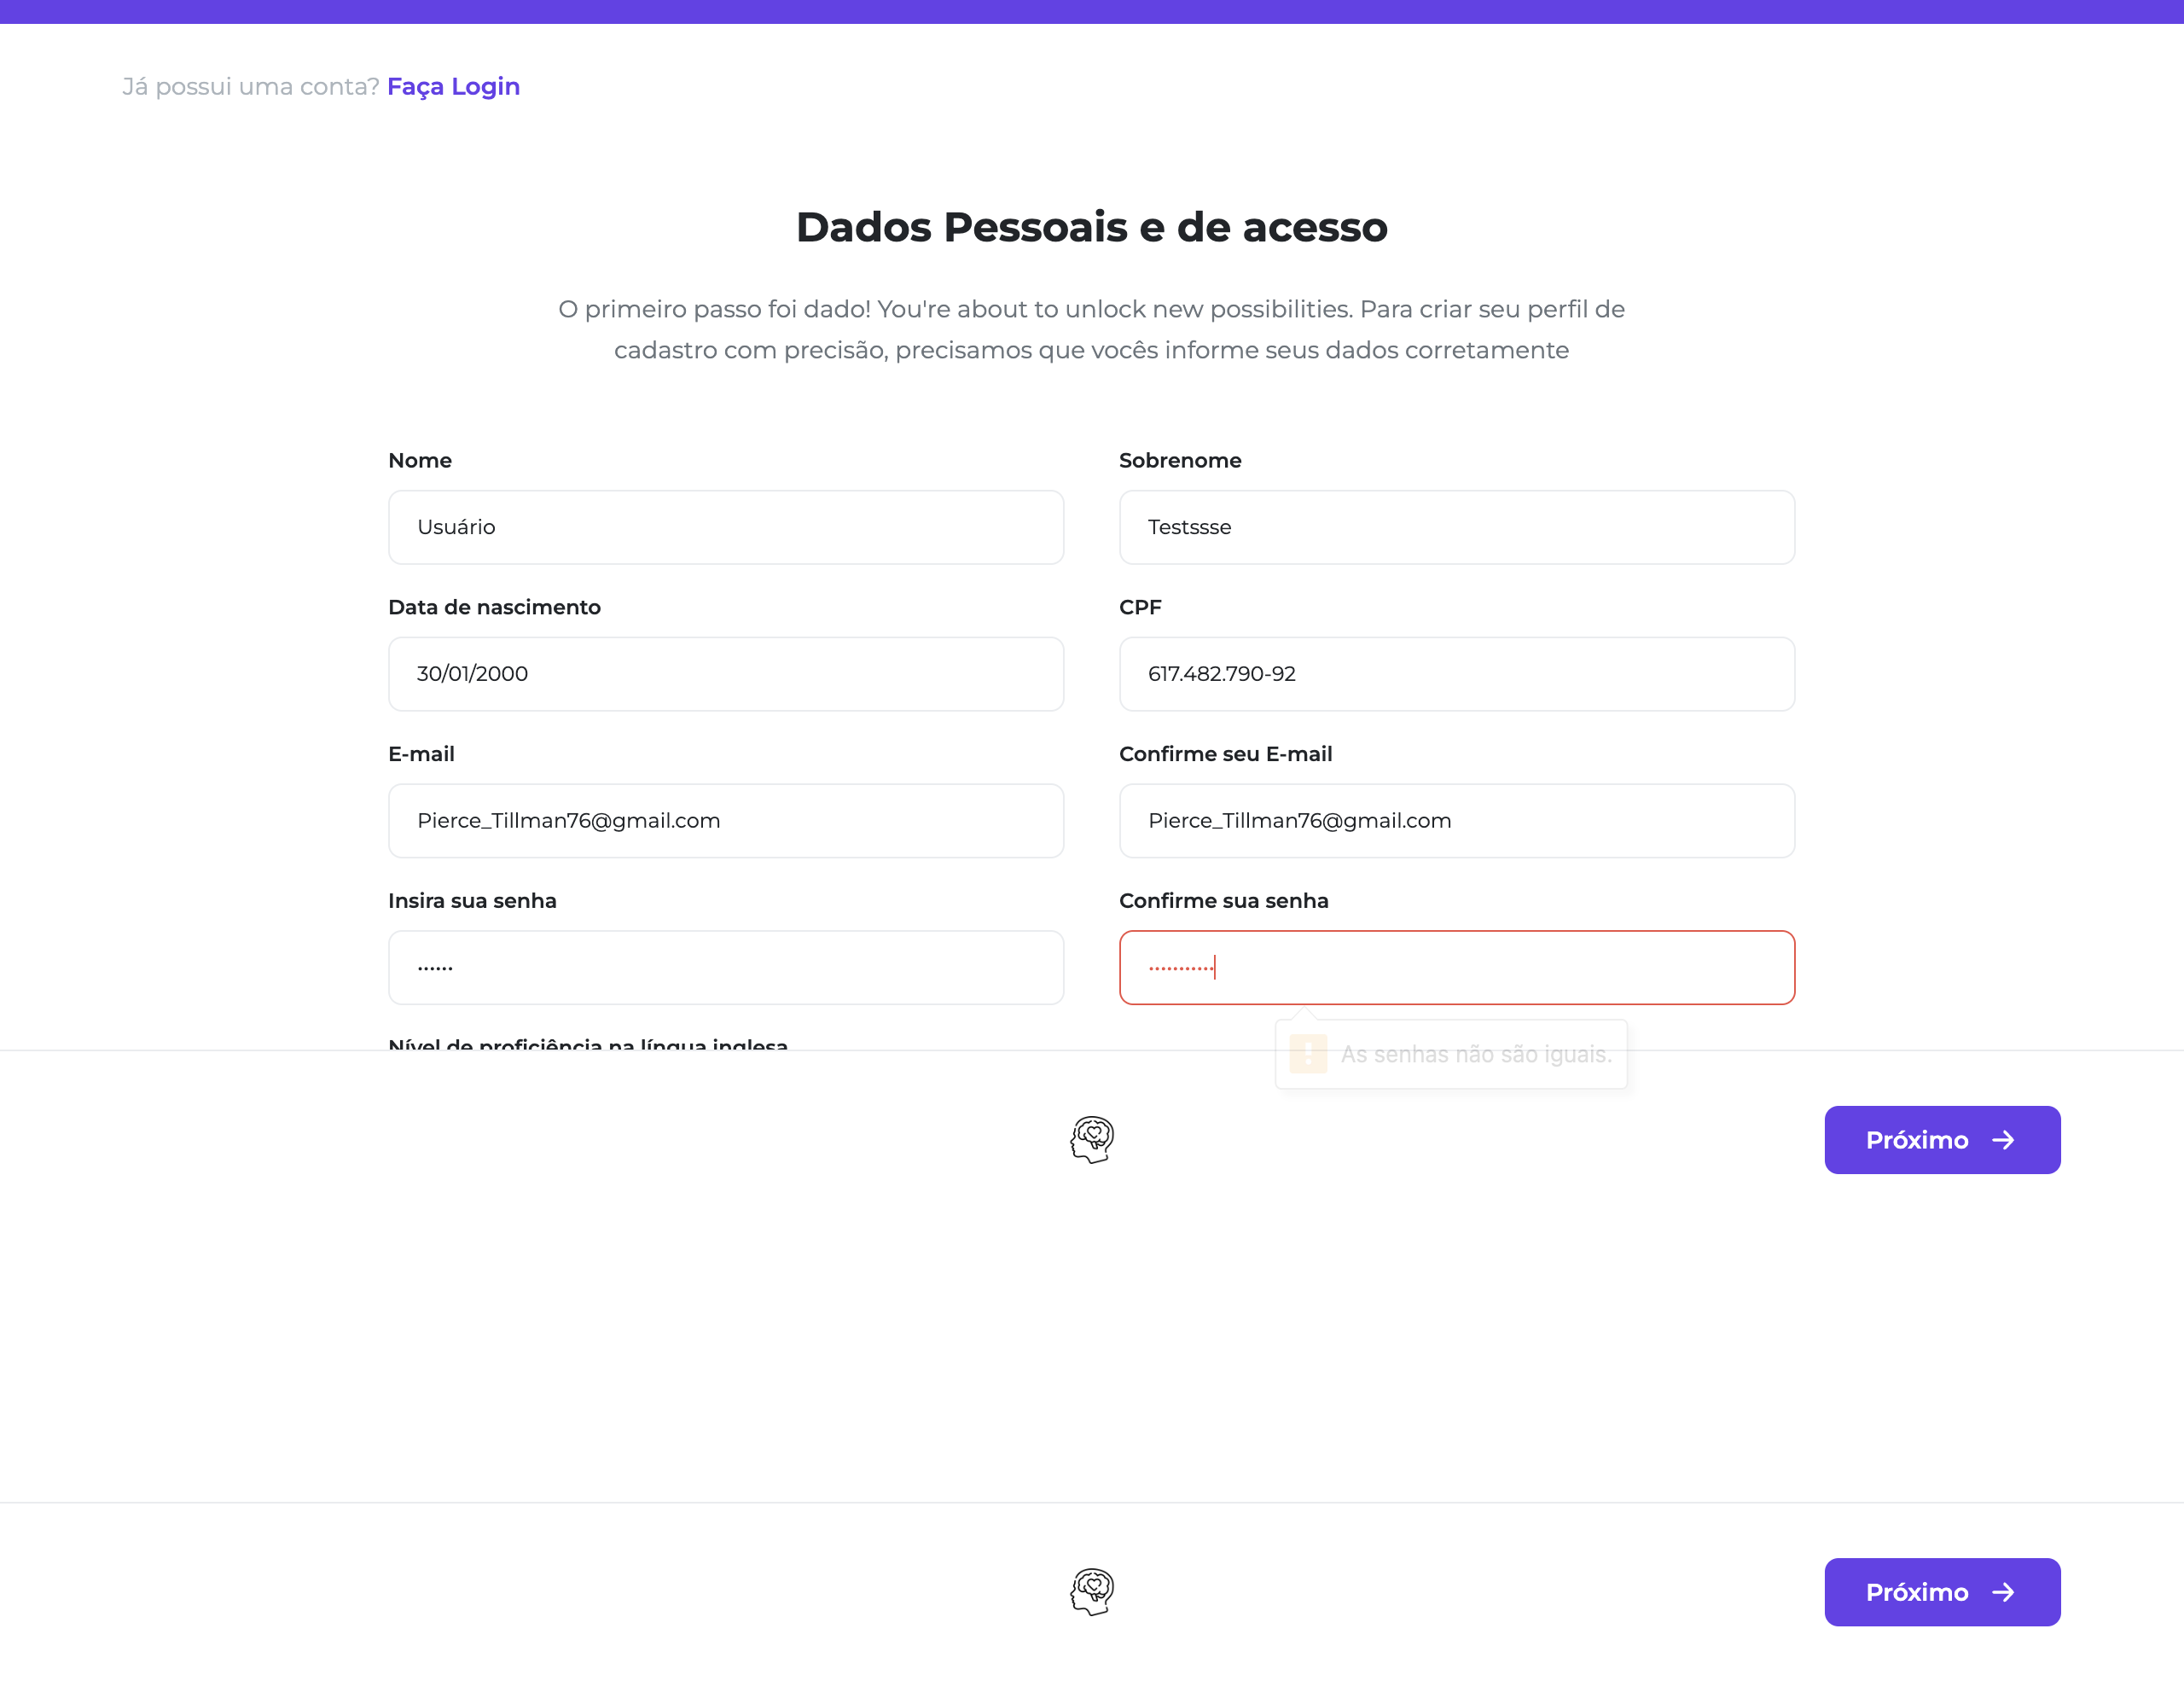 Já possui uma conta? Faça Login
Dados Pessoais e de acesso
O primeiro passo foi dado! You're about to unlock new possibilities. Para criar seu perfil de
cadastro com precisão, precisamos que vocês informe seus dados corretamente
Nome
Sobrenome
Usuário
Testssse
Data de nascimento
CPF
30/01/2000
617.482.790-92
E-mail
Confirme seu E-mail
Pierce_Tillman76@gmail.com
Pierce_Tillman76@gmail.com
Insira sua senha
Confirme sua senha
••••••
•••••••••••
Nível de proficiência na língua inglesa
As senhas não são iguais.
Próximo →
Próximo →